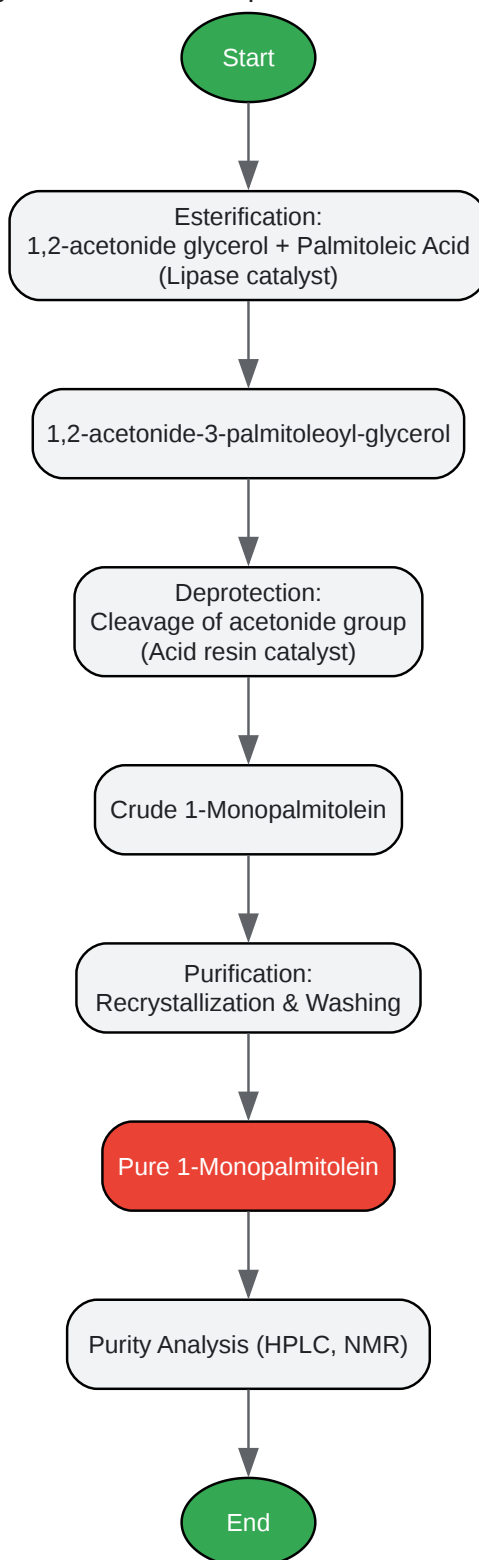 Start
Esterification:
1,2-acetonide glycerol + Palmitoleic Acid
(Lipase catalyst)
1,2-acetonide-3-palmitoleoyl-glycerol
Deprotection:
Cleavage of acetonide group
(Acid resin catalyst)
Crude 1-Monopalmitolein
Purification:
Recrystallization & Washing
Pure 1-Monopalmitolein
Purity Analysis (HPLC, NMR)
End